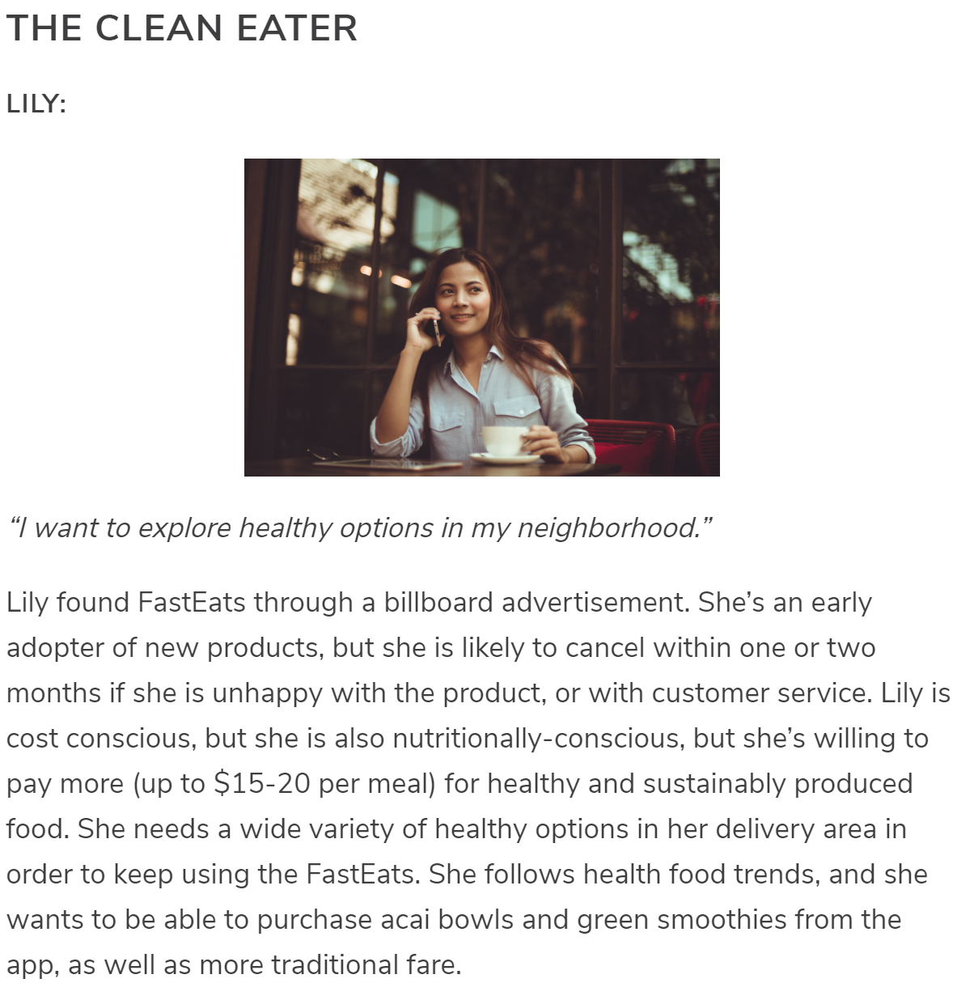 THE CLEAN EATER
LILY:
“I want to explore healthy options in my neighborhood.”
Lily found FastEats through a billboard advertisement. She’s an early
adopter of new products, but she is likely to cancel within one or two
months if she is unhappy with the product, or with customer service. Lily is
cost conscious, but she is also nutritionally-conscious, but she’s willing to
pay more (up to $15-20 per meal) for healthy and sustainably produced
food. She needs a wide variety of healthy options in her delivery area in
order to keep using the FastEats. She follows health food trends, and she
wants to be able to purchase acai bowls and green smoothies from the
app, as well as more traditional fare.